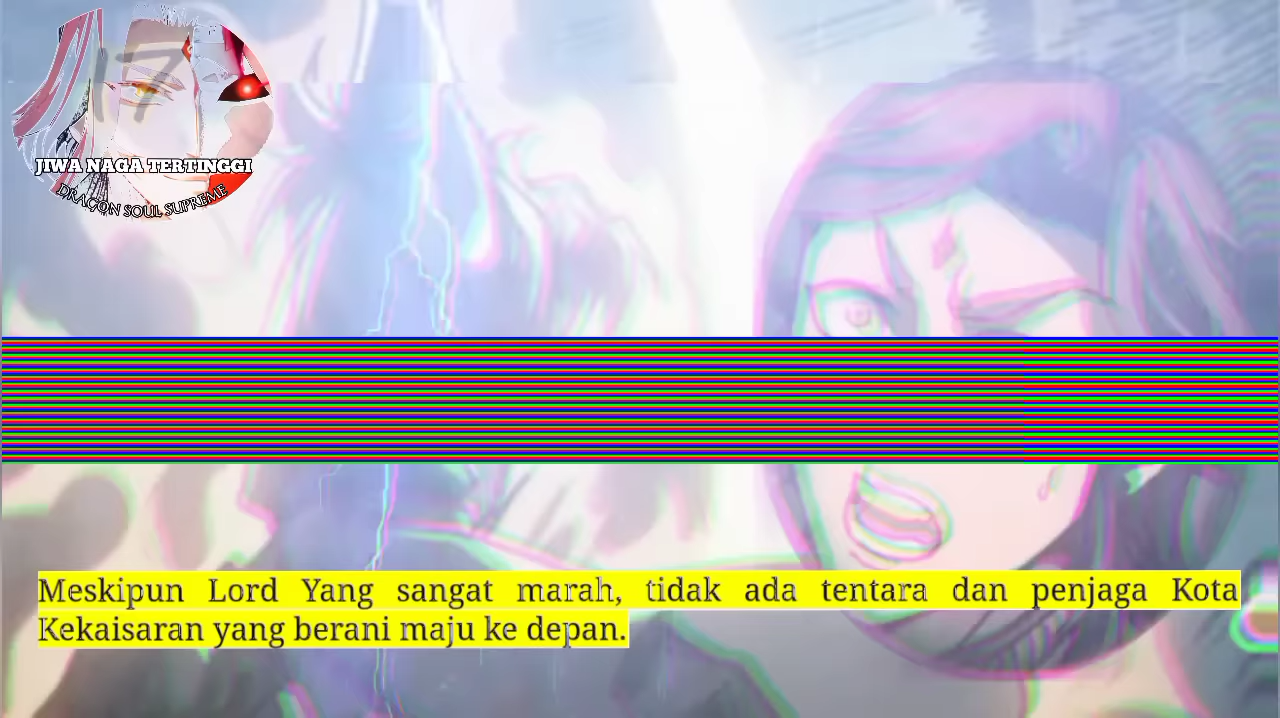 17
JIWA NAGA TERTINGGI
DRAGON SOUL SUPREME
Meskipun Lord Yang sangat marah, tidak ada tentara dan penjaga Kota
Kekaisaran yang berani maju ke depan.